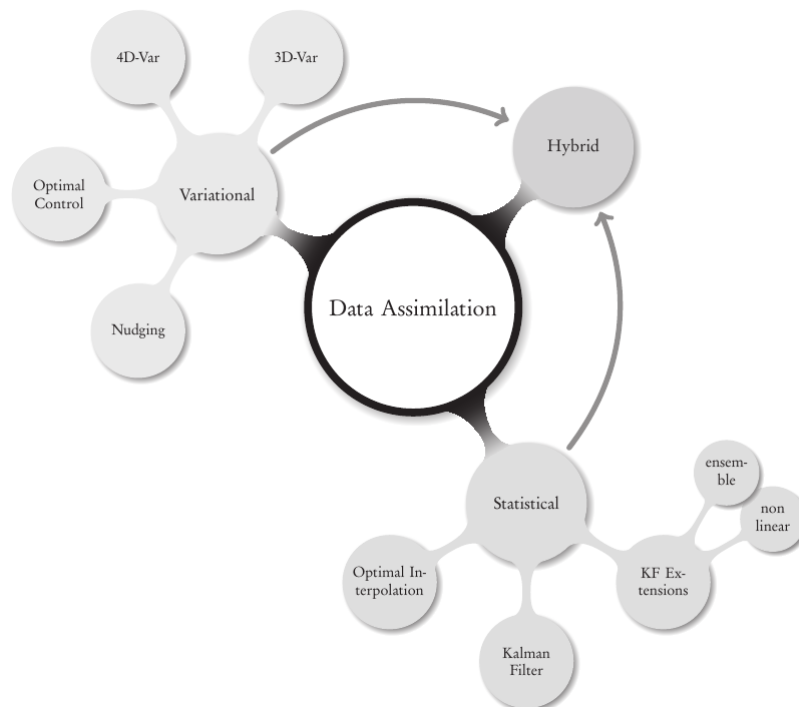 4D-Var
3D-Var
Hybrid
Optimal
Control
Variational
Data Assimilation
Nudging
ensem-
ble
Statistical
non
linear
Optimal In-
terpolation
KF Ex-
tensions
Kalman
Filter